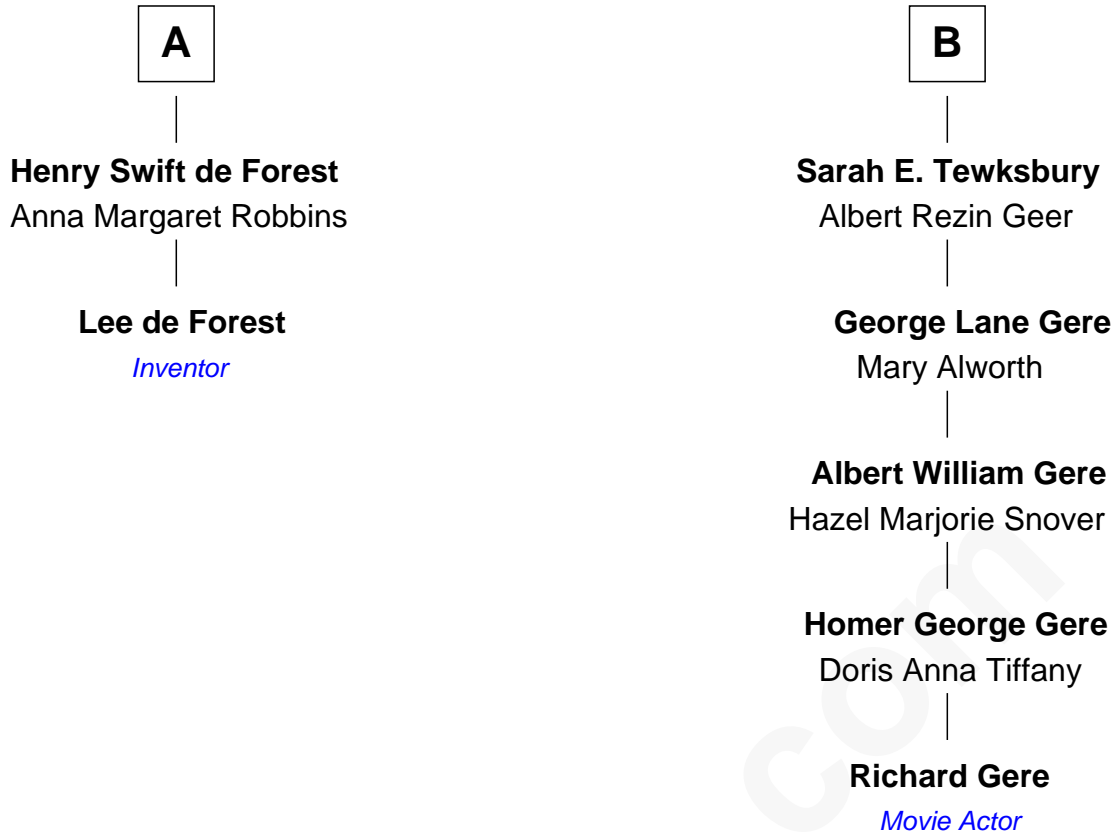 A
Henry Swift de Forest
Anna Margaret Robbins
Lee de Forest
Inventor
B
Sarah E. Tewksbury
Albert Rezin Geer
George Lane Gere
Mary Alworth
Albert William Gere
Hazel Marjorie Snover
Homer George Gere
Doris Anna Tiffany
Richard Gere
Movie Actor
com